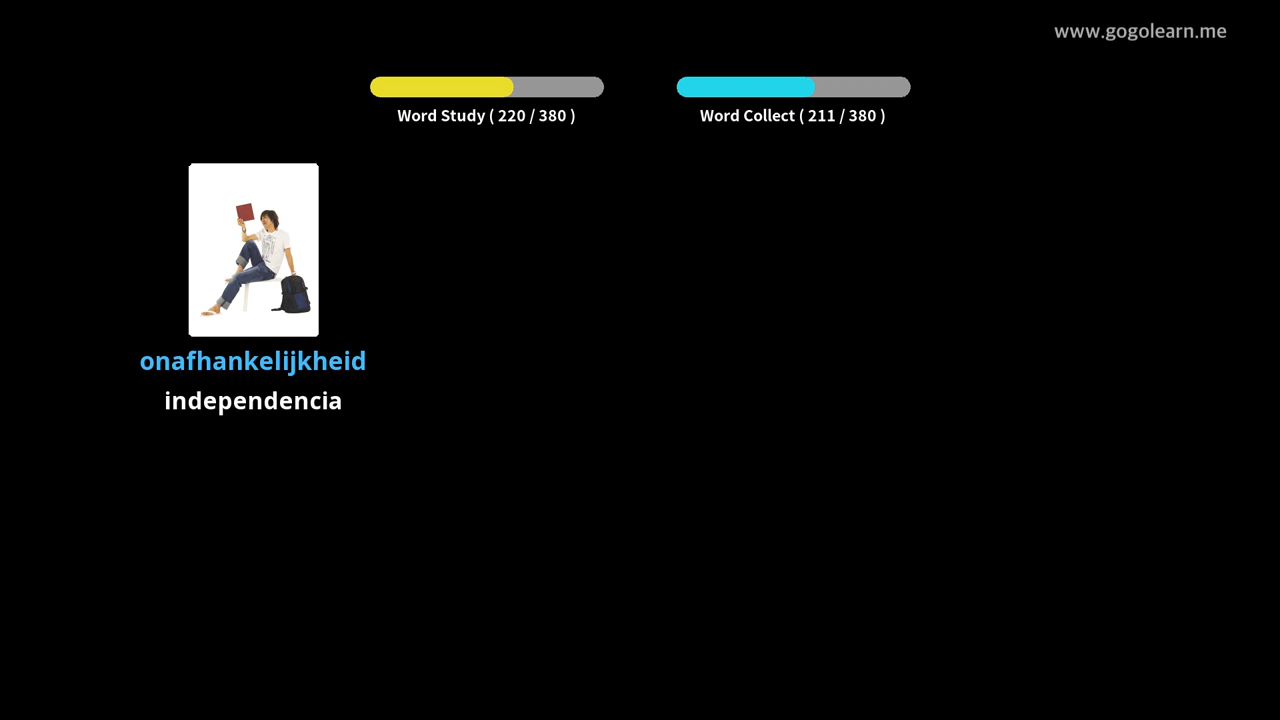 www.gogolearn.me
Word Study ( 220 / 380 )
Word Collect ( 211 / 380 )
onafhankelijkheid
independencia